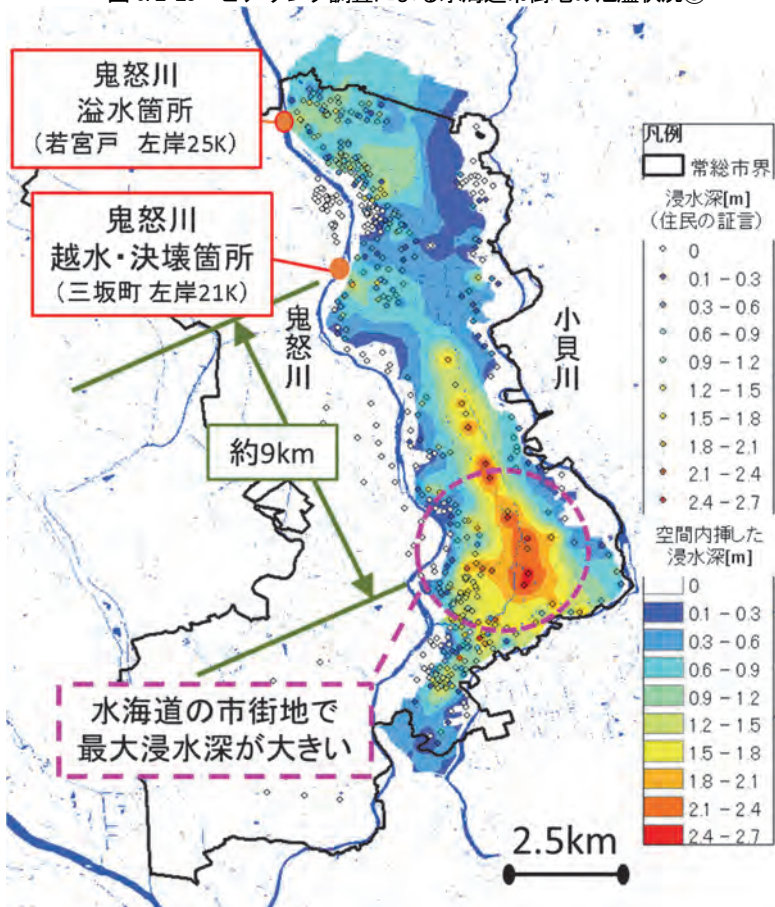 鬼怒川
溢水箇所
(若宮戸 左岸25K)
鬼怒川
越水・決壊箇所
(三坂町 左岸21K)
鬼怒川
小貝川
約9km
水海道の市街地で
最大浸水深が大きい
2.5km
凡例
常総市界
浸水深[m]
(住民の証言)
0
0.1 - 0.3
0.3 - 0.6
0.6 - 0.9
0.9 - 1.2
1.2 - 1.5
1.5 - 1.8
1.8 - 2.1
2.1 - 2.4
2.4 - 2.7
空間内挿した
浸水深[m]
0
0.1 - 0.3
0.3 - 0.6
0.6 - 0.9
0.9 - 1.2
1.2 - 1.5
1.5 - 1.8
1.8 - 2.1
2.1 - 2.4
2.4 - 2.7